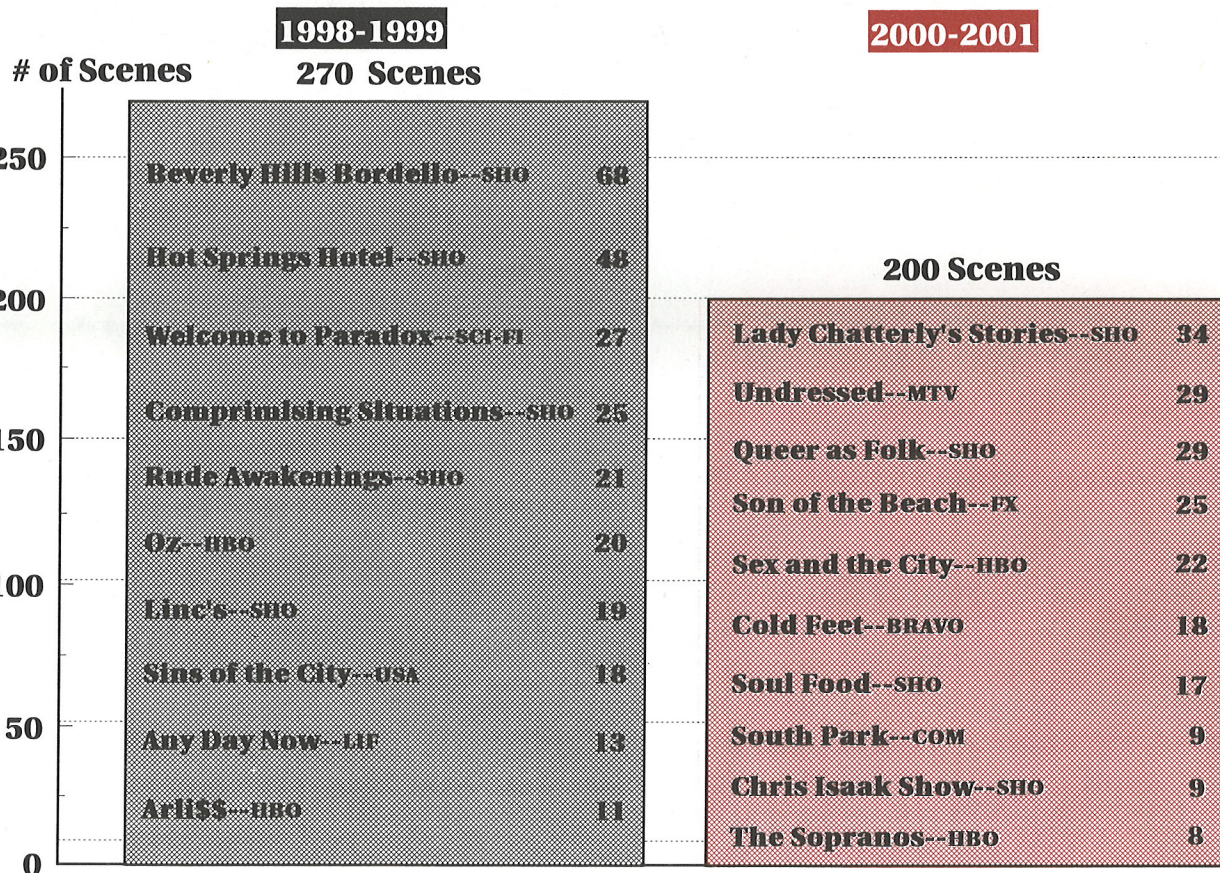 1998-1999
2000-2001
# of Scenes
270 Scenes
250
200
150
100
50
0
Beverly Hills Bordello--SHO 68
Hot Springs Hotel--SHO 48
Welcome to Paradox--SCI-FI 27
Comprimising Situations--SHO 25
Rude Awakenings--SHO 21
Oz--HBO 20
Linc's--SHO 19
Sins of the City--USA 18
Any Day Now--LIF 13
Arli$$--HBO 11
200 Scenes
Lady Chatterly's Stories--SHO 34
Undressed--MTV 29
Queer as Folk--SHO 29
Son of the Beach--FX 25
Sex and the City--HBO 22
Cold Feet--BRAVO 18
Soul Food--SHO 17
South Park--COM 9
Chris Isaak Show--SHO 9
The Sopranos--HBO 8